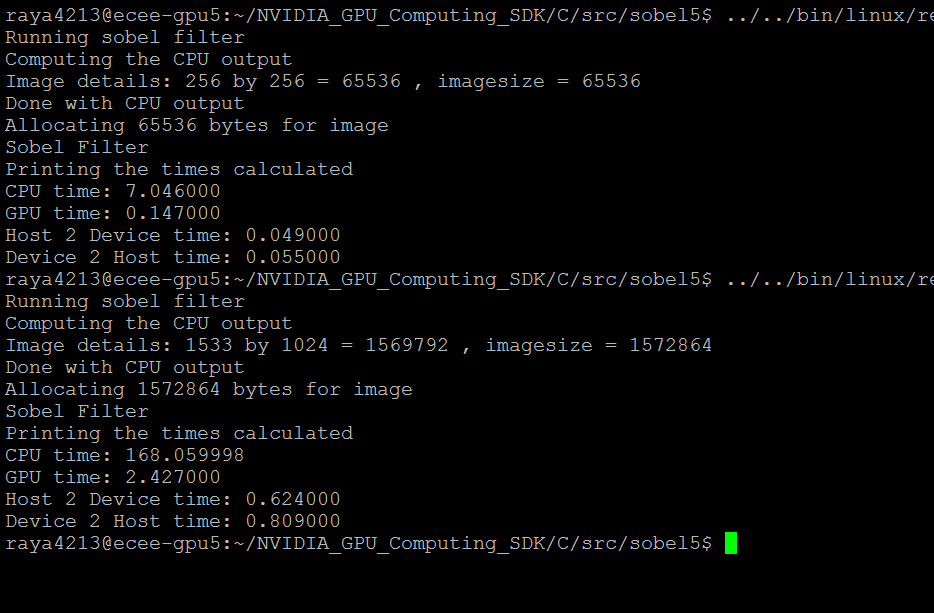 raya4213@ecee-gpu5:~/NVIDIA_GPU_Computing_SDK/C/src/sobel5$ ../../bin/linux/re
Running sobel filter
Computing the CPU output
Image details: 256 by 256 = 65536 , imagesize = 65536
Done with CPU output
Allocating 65536 bytes for image
Sobel Filter
Printing the times calculated
CPU time: 7.046000
GPU time: 0.147000
Host 2 Device time: 0.049000
Device 2 Host time: 0.055000
raya4213@ecee-gpu5:~/NVIDIA_GPU_Computing_SDK/C/src/sobel5$ ../../bin/linux/re
Running sobel filter
Computing the CPU output
Image details: 1533 by 1024 = 1569792 , imagesize = 1572864
Done with CPU output
Allocating 1572864 bytes for image
Sobel Filter
Printing the times calculated
CPU time: 168.059998
GPU time: 2.427000
Host 2 Device time: 0.624000
Device 2 Host time: 0.809000
raya4213@ecee-gpu5:~/NVIDIA_GPU_Computing_SDK/C/src/sobel5$